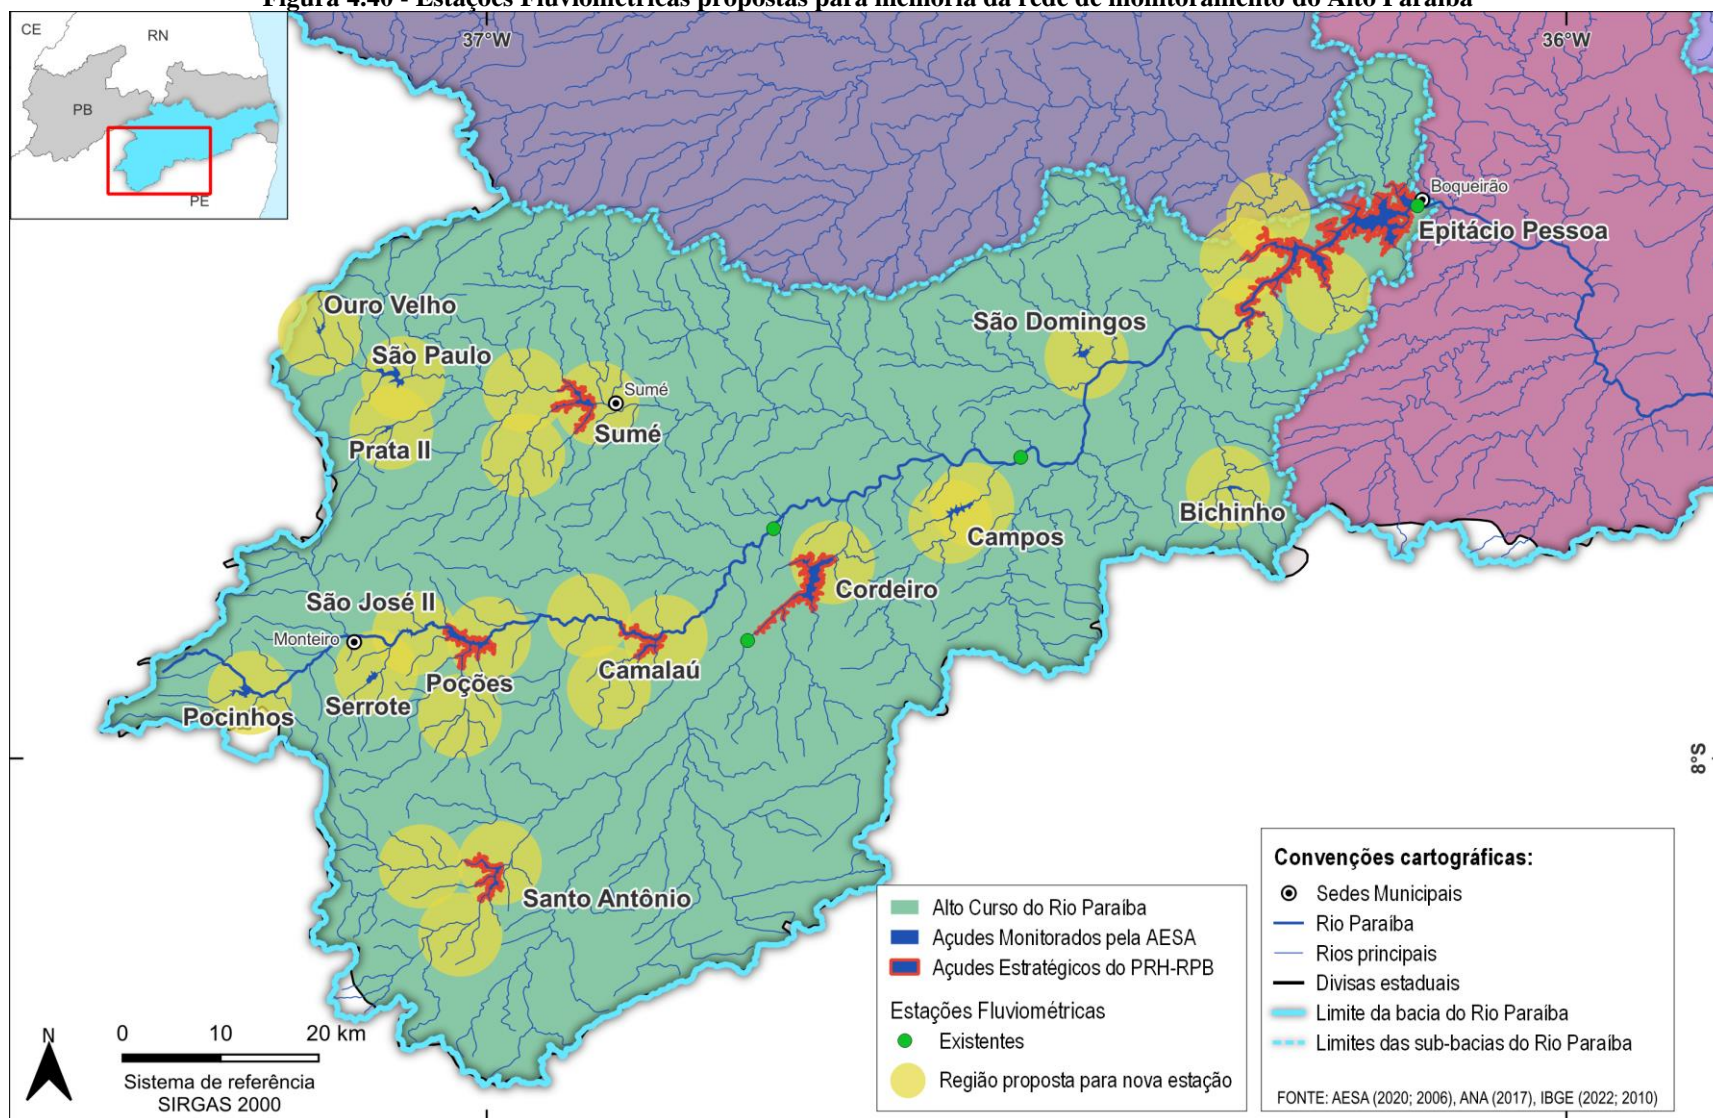 Figura 4.40 - Estações Fluviométricas propostas para melhoria da rede de monitoramento do Alto Paraíba
CE
RN
PB
PE
37°W
36°W
Boqueirão
Epitácio Pessoa
Ouro Velho
São Domingos
São Paulo
Sumé
Sumé
Prata II
Bichinho
Campos
Cordeiro
São José II
Monteiro
Camalaú
Poções
Serrote
Pocinhos
8°S
Santo Antônio
N
0 10 20 km
Sistema de referência
SIRGAS 2000
Alto Curso do Rio Paraíba
Açudes Monitorados pela AESA
Açudes Estratégicos do PRH-RPB
Estações Fluviométricas
Existentes
Região proposta para nova estação
Convenções cartográficas:
Sedes Municipais
Rio Paraíba
Rios principais
Divisas estaduais
Limite da bacia do Rio Paraíba
Limites das sub-bacias do Rio Paraíba
FONTE: AESA (2020; 2006), ANA (2017), IBGE (2022; 2010)